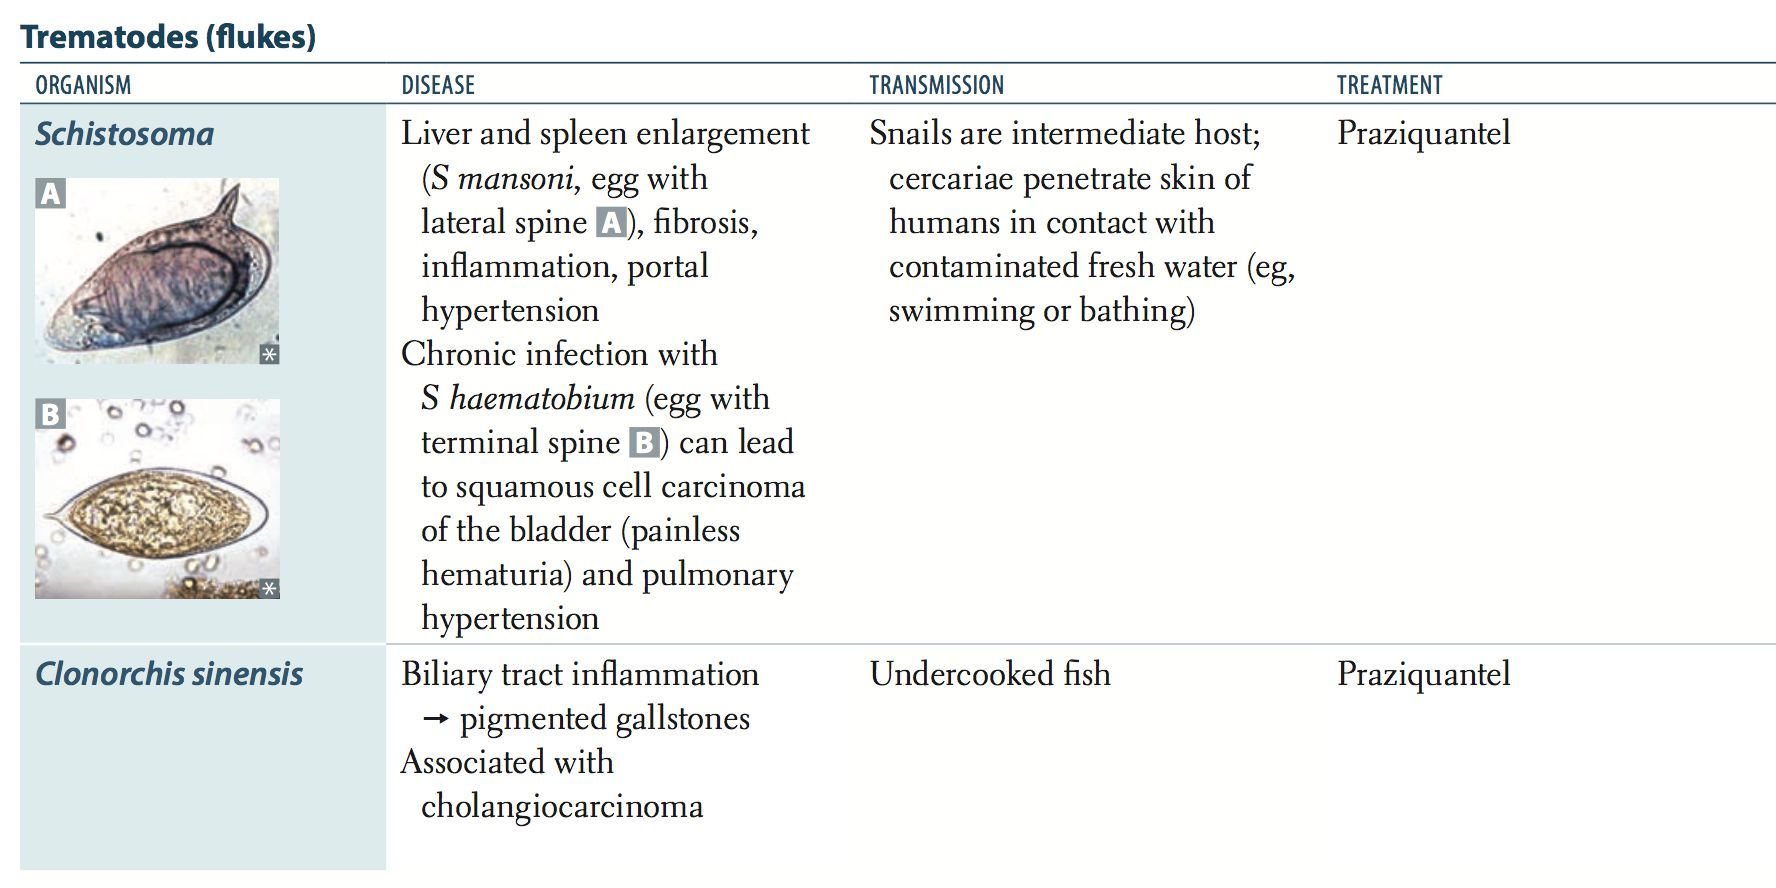 Trematodes (flukes)
ORGANISM DISEASE TRANSMISSION TREATMENT
Schistosoma
A
*
B
*
Liver and spleen enlargement
(S mansoni, egg with
lateral spine A), fibrosis,
inflammation, portal
hypertension
Chronic infection with
S haematobium (egg with
terminal spine B) can lead
to squamous cell carcinoma
of the bladder (painless
hematuria) and pulmonary
hypertension
Snails are intermediate host;
cercariae penetrate skin of
humans in contact with
contaminated fresh water (eg,
swimming or bathing)
Praziquantel
Clonorchis sinensis
Biliary tract inflammation
→ pigmented gallstones
Associated with
cholangiocarcinoma
Undercooked fish
Praziquantel